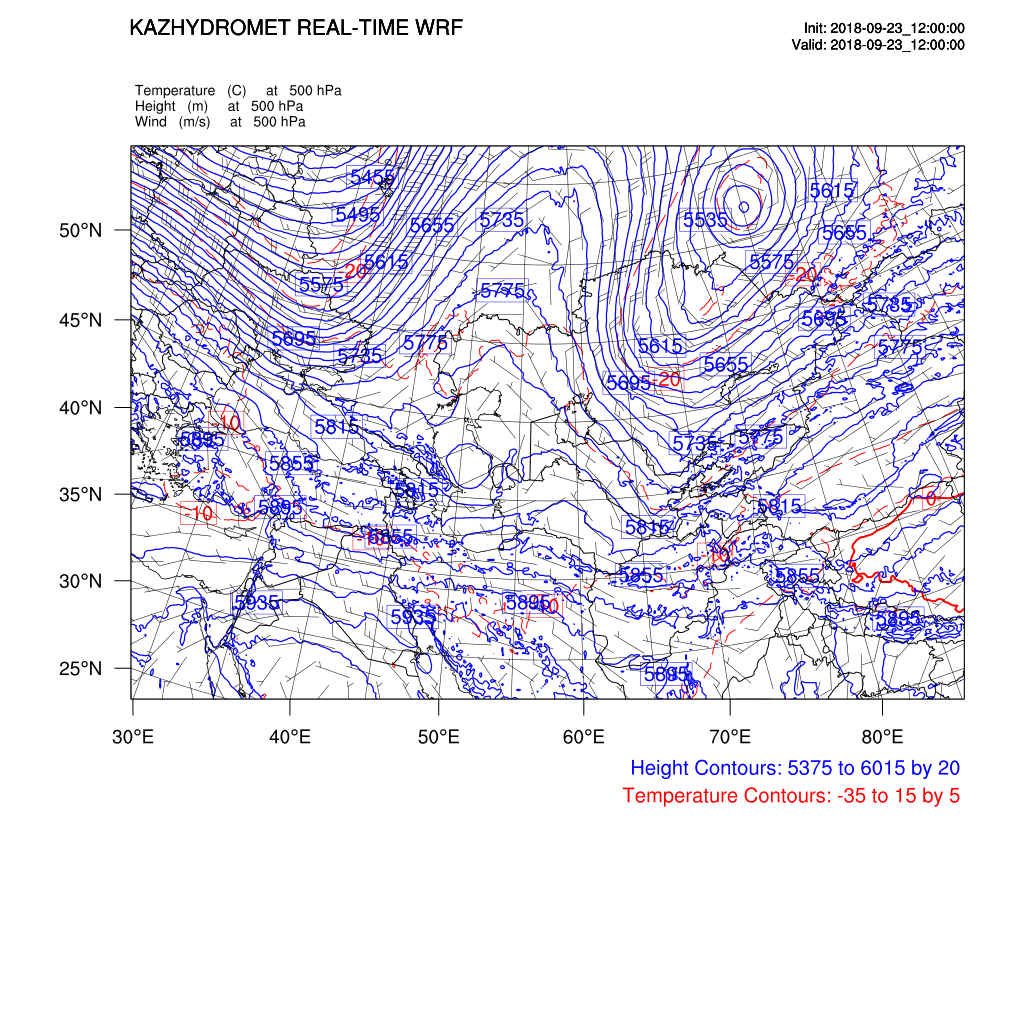 KAZHYDROMET REAL-TIME WRF
Init: 2018-09-23_12:00:00
Valid: 2018-09-23_12:00:00
Temperature (C) at 500 hPa
Height (m) at 500 hPa
Wind (m/s) at 500 hPa
5455
5615
5495
5655
5735
5535
50°N
5655
5615
5575
-20
-20
5575
5775
5735
45°N
5695
5695
5775
5615
5775
5735
5655
5695
-20
40°N
-10
5815
5895
5735
5775
5855
5815
35°N
0
5895
5815
-10
5815
5855
-10
30°N
5855
5855
5935
5895
5935
5895
25°N
5895
30°E
40°E
50°E
60°E
70°E
80°E
Height Contours: 5375 to 6015 by 20
Temperature Contours: -35 to 15 by 5